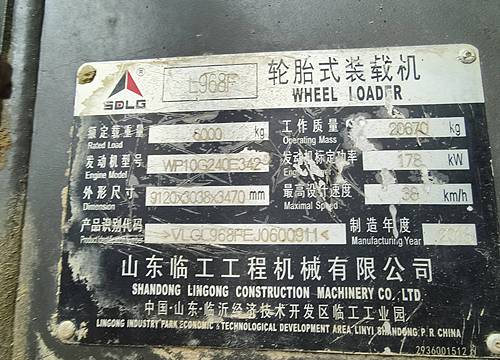 SDLG ® L968F 轮胎式装载机
WHEEL LOADER
额定载重量 6000 kg 工作质量 20670 kg
Rated Load Operating Mass
发动机型号 WP10G240E342 发动机标定功率 178 kW
Engine Model
外形尺寸 9120x3038x3470 mm 最高设计速度 38 km/h
Dimension Maximal Speed
产品识别代码 制造年度
Product Identification Code Manufacturing Year
山东临工工程机械有限公司
SHANDONG LINGONG CONSTRUCTION MACHINERY CO., LTD.
中国·山东·临沂经济技术开发区临工工业园
LINGONG INDUSTRY PARK ECONOMIC & TECHNOLOGICAL DEVELOPMENT AREA, LINYI, SHANDONG, P. R. CHINA
2936001512